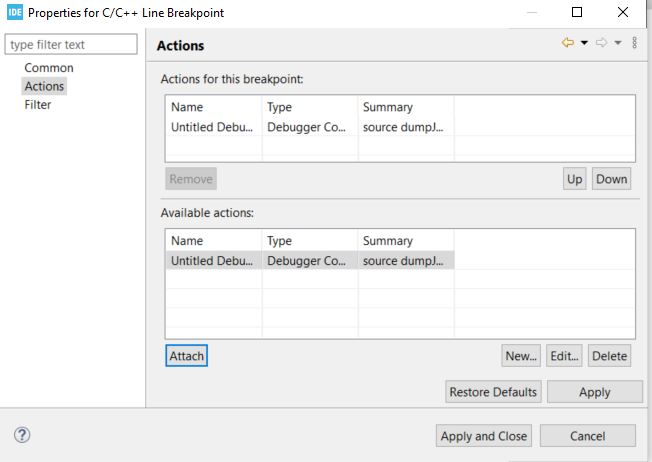 IDE Properties for C/C++ Line Breakpoint
type filter text
Common
Actions
Filter
Actions
Actions for this breakpoint:
Name Type Summary
Untitled Debu... Debugger Co... source dumpJ...
Remove Up Down
Available actions:
Name Type Summary
Untitled Debu... Debugger Co... source dumpJ...
Attach New... Edit... Delete
Restore Defaults Apply
? Apply and Close Cancel